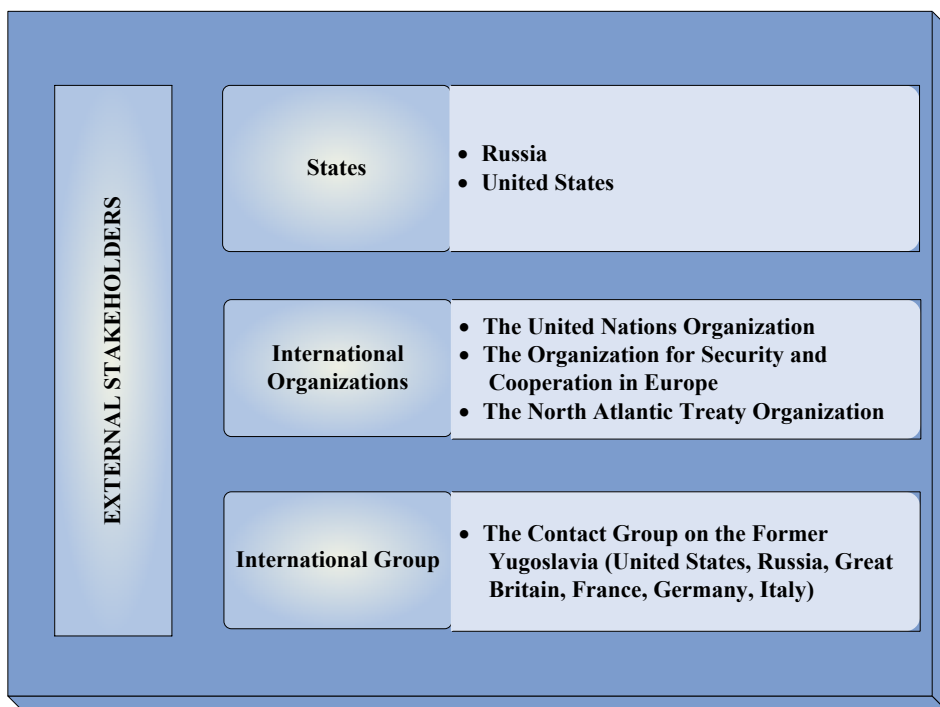 EXTERNAL STAKEHOLDERS
States
• Russia
• United States
International
Organizations
• The United Nations Organization
• The Organization for Security and
Cooperation in Europe
• The North Atlantic Treaty Organization
International Group
• The Contact Group on the Former
Yugoslavia (United States, Russia, Great
Britain, France, Germany, Italy)